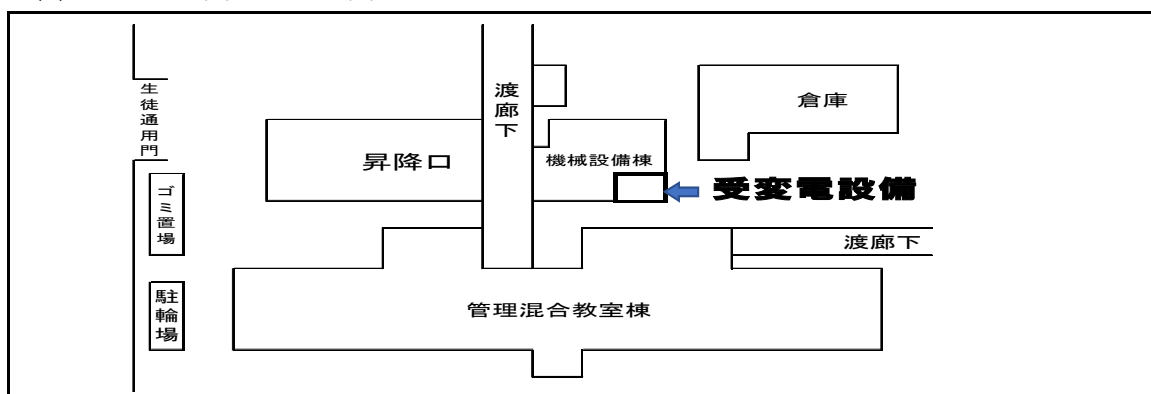 生徒通用門
渡廊下
倉庫
昇降口
機械設備棟
ゴミ置場
受変電設備
渡廊下
駐輪場
管理混合教室棟